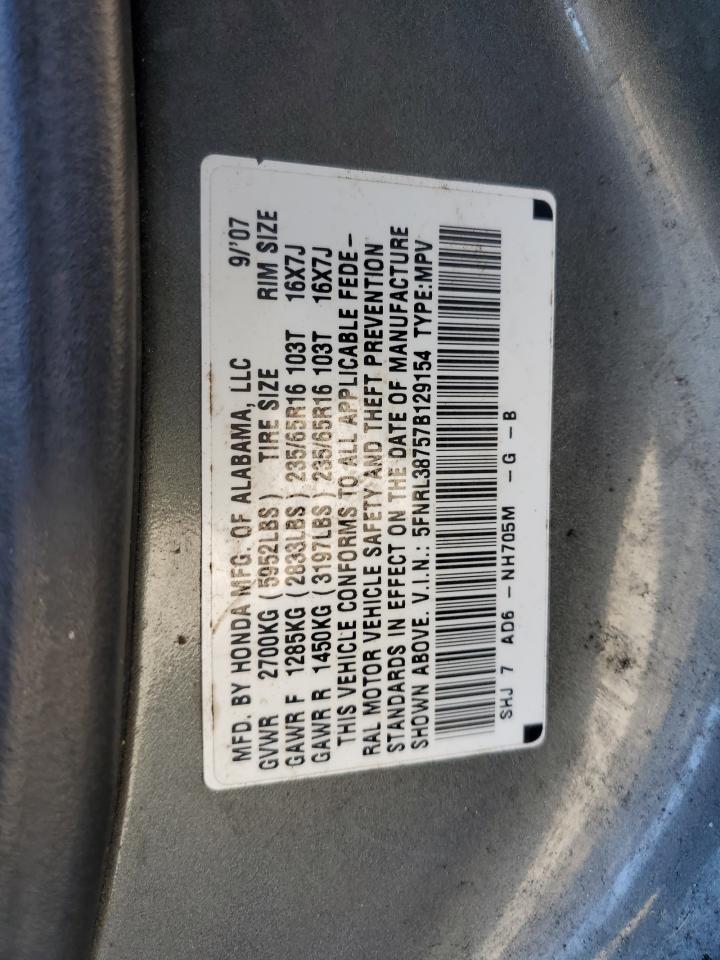 MFD. BY HONDA MFG. OF ALABAMA, LLC 9/'07
GVWR 2700KG (5952LBS) TIRE SIZE RIM SIZE
GAWR F 1285KG (2833LBS) 235/65R16 103T 16X7J
GAWR R 1450KG (3197LBS) 235/65R16 103T 16X7J
THIS VEHICLE CONFORMS TO ALL APPLICABLE FEDE-
RAL MOTOR VEHICLE SAFETY AND THEFT PREVENTION
STANDARDS IN EFFECT ON THE DATE OF MANUFACTURE
SHOWN ABOVE. V.I.N.: 5FNRL38757B129154 TYPE:MPV
SHJ 7 AD6 -NH705M -G -B